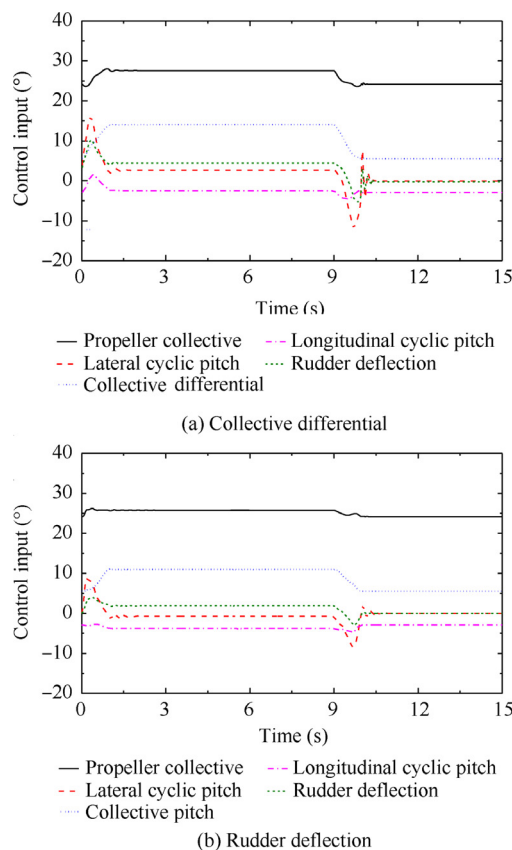 40
30
20
10
0
−10
−20
Control input (°)
0 3 6 9 12 15
Time (s)
Propeller collective
Longitudinal cyclic pitch
Lateral cyclic pitch
Rudder deflection
Collective differential
(a) Collective differential
40
30
20
10
0
−10
−20
Control input (°)
0 3 6 9 12 15
Time (s)
Propeller collective
Longitudinal cyclic pitch
Lateral cyclic pitch
Rudder deflection
Collective pitch
(b) Rudder deflection